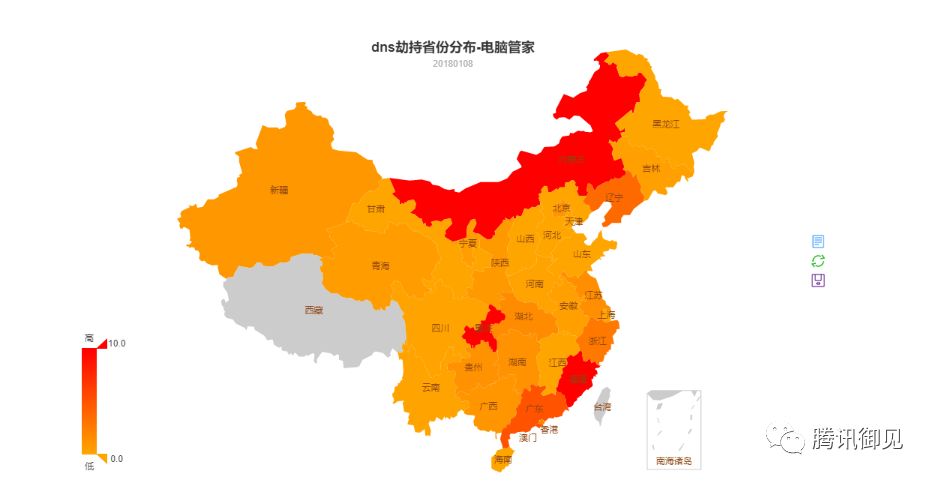 dns劫持省份分布-电脑管家
20180108
黑龙江
内蒙古
吉林
新疆
辽宁
甘肃
北京
天津
宁夏
山西
河北
山东
青海
陕西
河南
江苏
西藏
安徽
湖北
上海
四川
重庆
浙江
高
10.0
贵州
湖南
江西
福建
云南
广西
广东
台湾
香港
澳门
腾讯御见
低
0.0
海南
南海诸岛